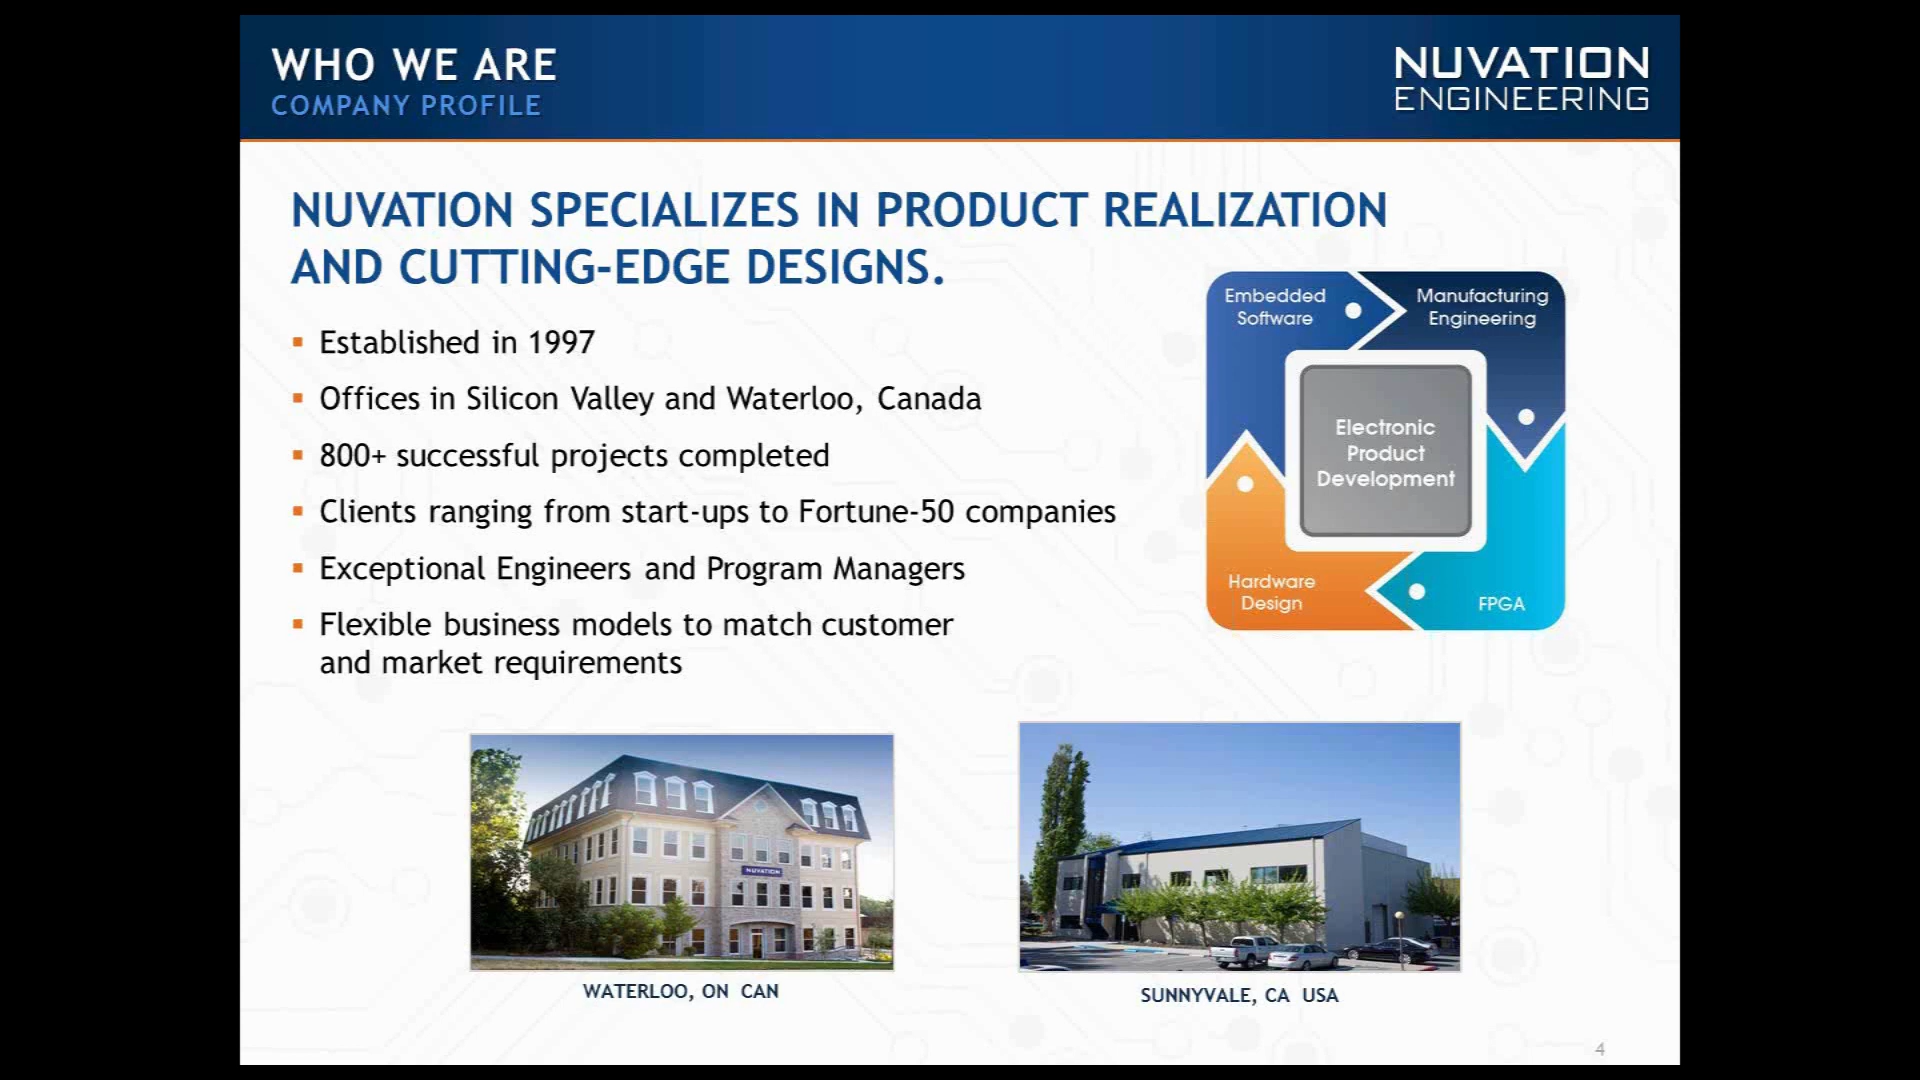 WHO WE ARE
COMPANY PROFILE
NUVATION
ENGINEERING
NUVATION SPECIALIZES IN PRODUCT REALIZATION
AND CUTTING-EDGE DESIGNS.
▪ Established in 1997
▪ Offices in Silicon Valley and Waterloo, Canada
▪ 800+ successful projects completed
▪ Clients ranging from start-ups to Fortune-50 companies
▪ Exceptional Engineers and Program Managers
▪ Flexible business models to match customer
and market requirements
Embedded
Software
Manufacturing
Engineering
Electronic
Product
Development
Hardware
Design
FPGA
NUVATION
WATERLOO, ON CAN
SUNNYVALE, CA USA
4